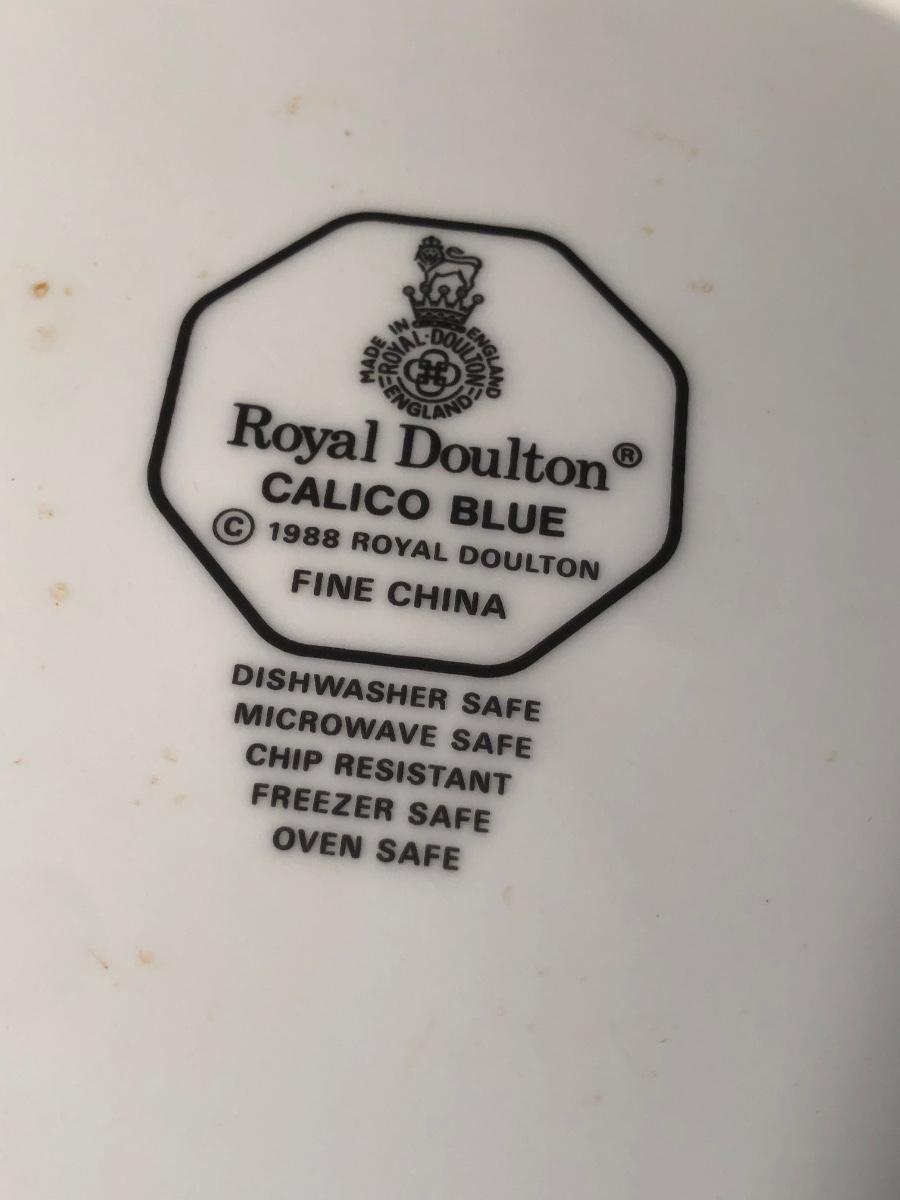 MADE IN ENGLAND
ROYAL·DOULTON
ENGLAND
Royal Doulton®
CALICO BLUE
© 1988 ROYAL DOULTON
FINE CHINA
DISHWASHER SAFE
MICROWAVE SAFE
CHIP RESISTANT
FREEZER SAFE
OVEN SAFE